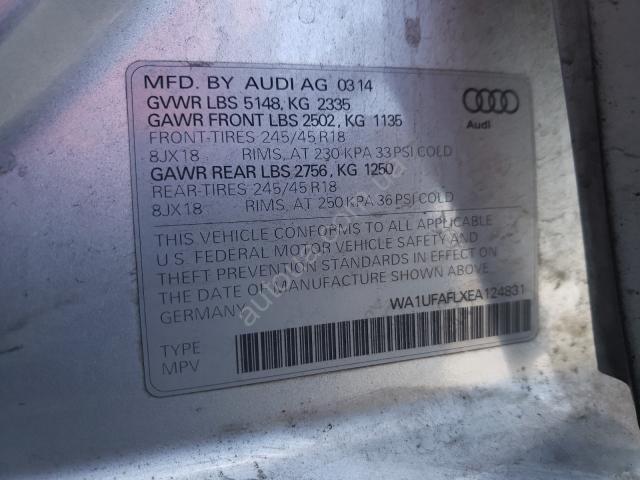 MFD. BY AUDI AG 03 14
GVWR LBS 5148, KG 2335
GAWR FRONT LBS 2502, KG 1135
FRONT-TIRES 245/45 R18
8JX18 RIMS, AT 230 KPA 33 PSI COLD
GAWR REAR LBS 2756, KG 1250
REAR-TIRES 245/45 R18
8JX18 RIMS, AT 250 KPA 36 PSI COLD
Audi
THIS VEHICLE CONFORMS TO ALL APPLICABLE
U.S. FEDERAL MOTOR VEHICLE SAFETY AND
THEFT PREVENTION STANDARDS IN EFFECT ON
THE DATE OF MANUFACTURE SHOWN ABOVE.
GERMANY
WA1UFAFLXEA124831
TYPE
MPV